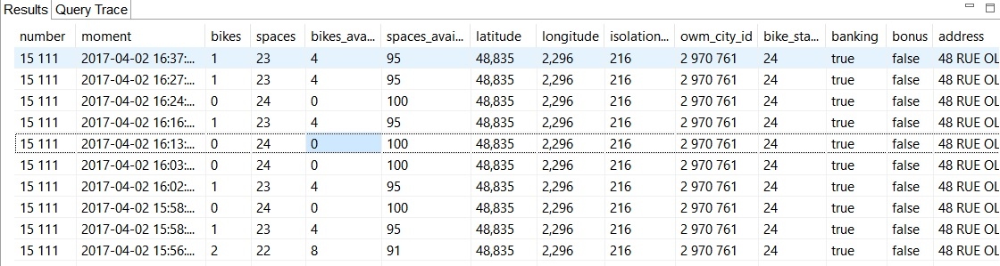 Results Query Trace
number moment bikes spaces bikes_ava... spaces_avai... latitude longitude isolation... owm_city_id bike_sta... banking bonus address
15 111 2017-04-02 16:37:... 1 23 4 95 48,835 2,296 216 2 970 761 24 true false 48 RUE OL
15 111 2017-04-02 16:27:... 1 23 4 95 48,835 2,296 216 2 970 761 24 true false 48 RUE OL
15 111 2017-04-02 16:24:... 0 24 0 100 48,835 2,296 216 2 970 761 24 true false 48 RUE OL
15 111 2017-04-02 16:16:... 1 23 4 95 48,835 2,296 216 2 970 761 24 true false 48 RUE OL
15 111 2017-04-02 16:13:... 0 24 0 100 48,835 2,296 216 2 970 761 24 true false 48 RUE OL
15 111 2017-04-02 16:03:... 0 24 0 100 48,835 2,296 216 2 970 761 24 true false 48 RUE OL
15 111 2017-04-02 16:02:... 1 23 4 95 48,835 2,296 216 2 970 761 24 true false 48 RUE OL
15 111 2017-04-02 15:58:... 0 24 0 100 48,835 2,296 216 2 970 761 24 true false 48 RUE OL
15 111 2017-04-02 15:58:... 1 23 4 95 48,835 2,296 216 2 970 761 24 true false 48 RUE OL
15 111 2017-04-02 15:56:... 2 22 8 91 48,835 2,296 216 2 970 761 24 true false 48 RUE OL